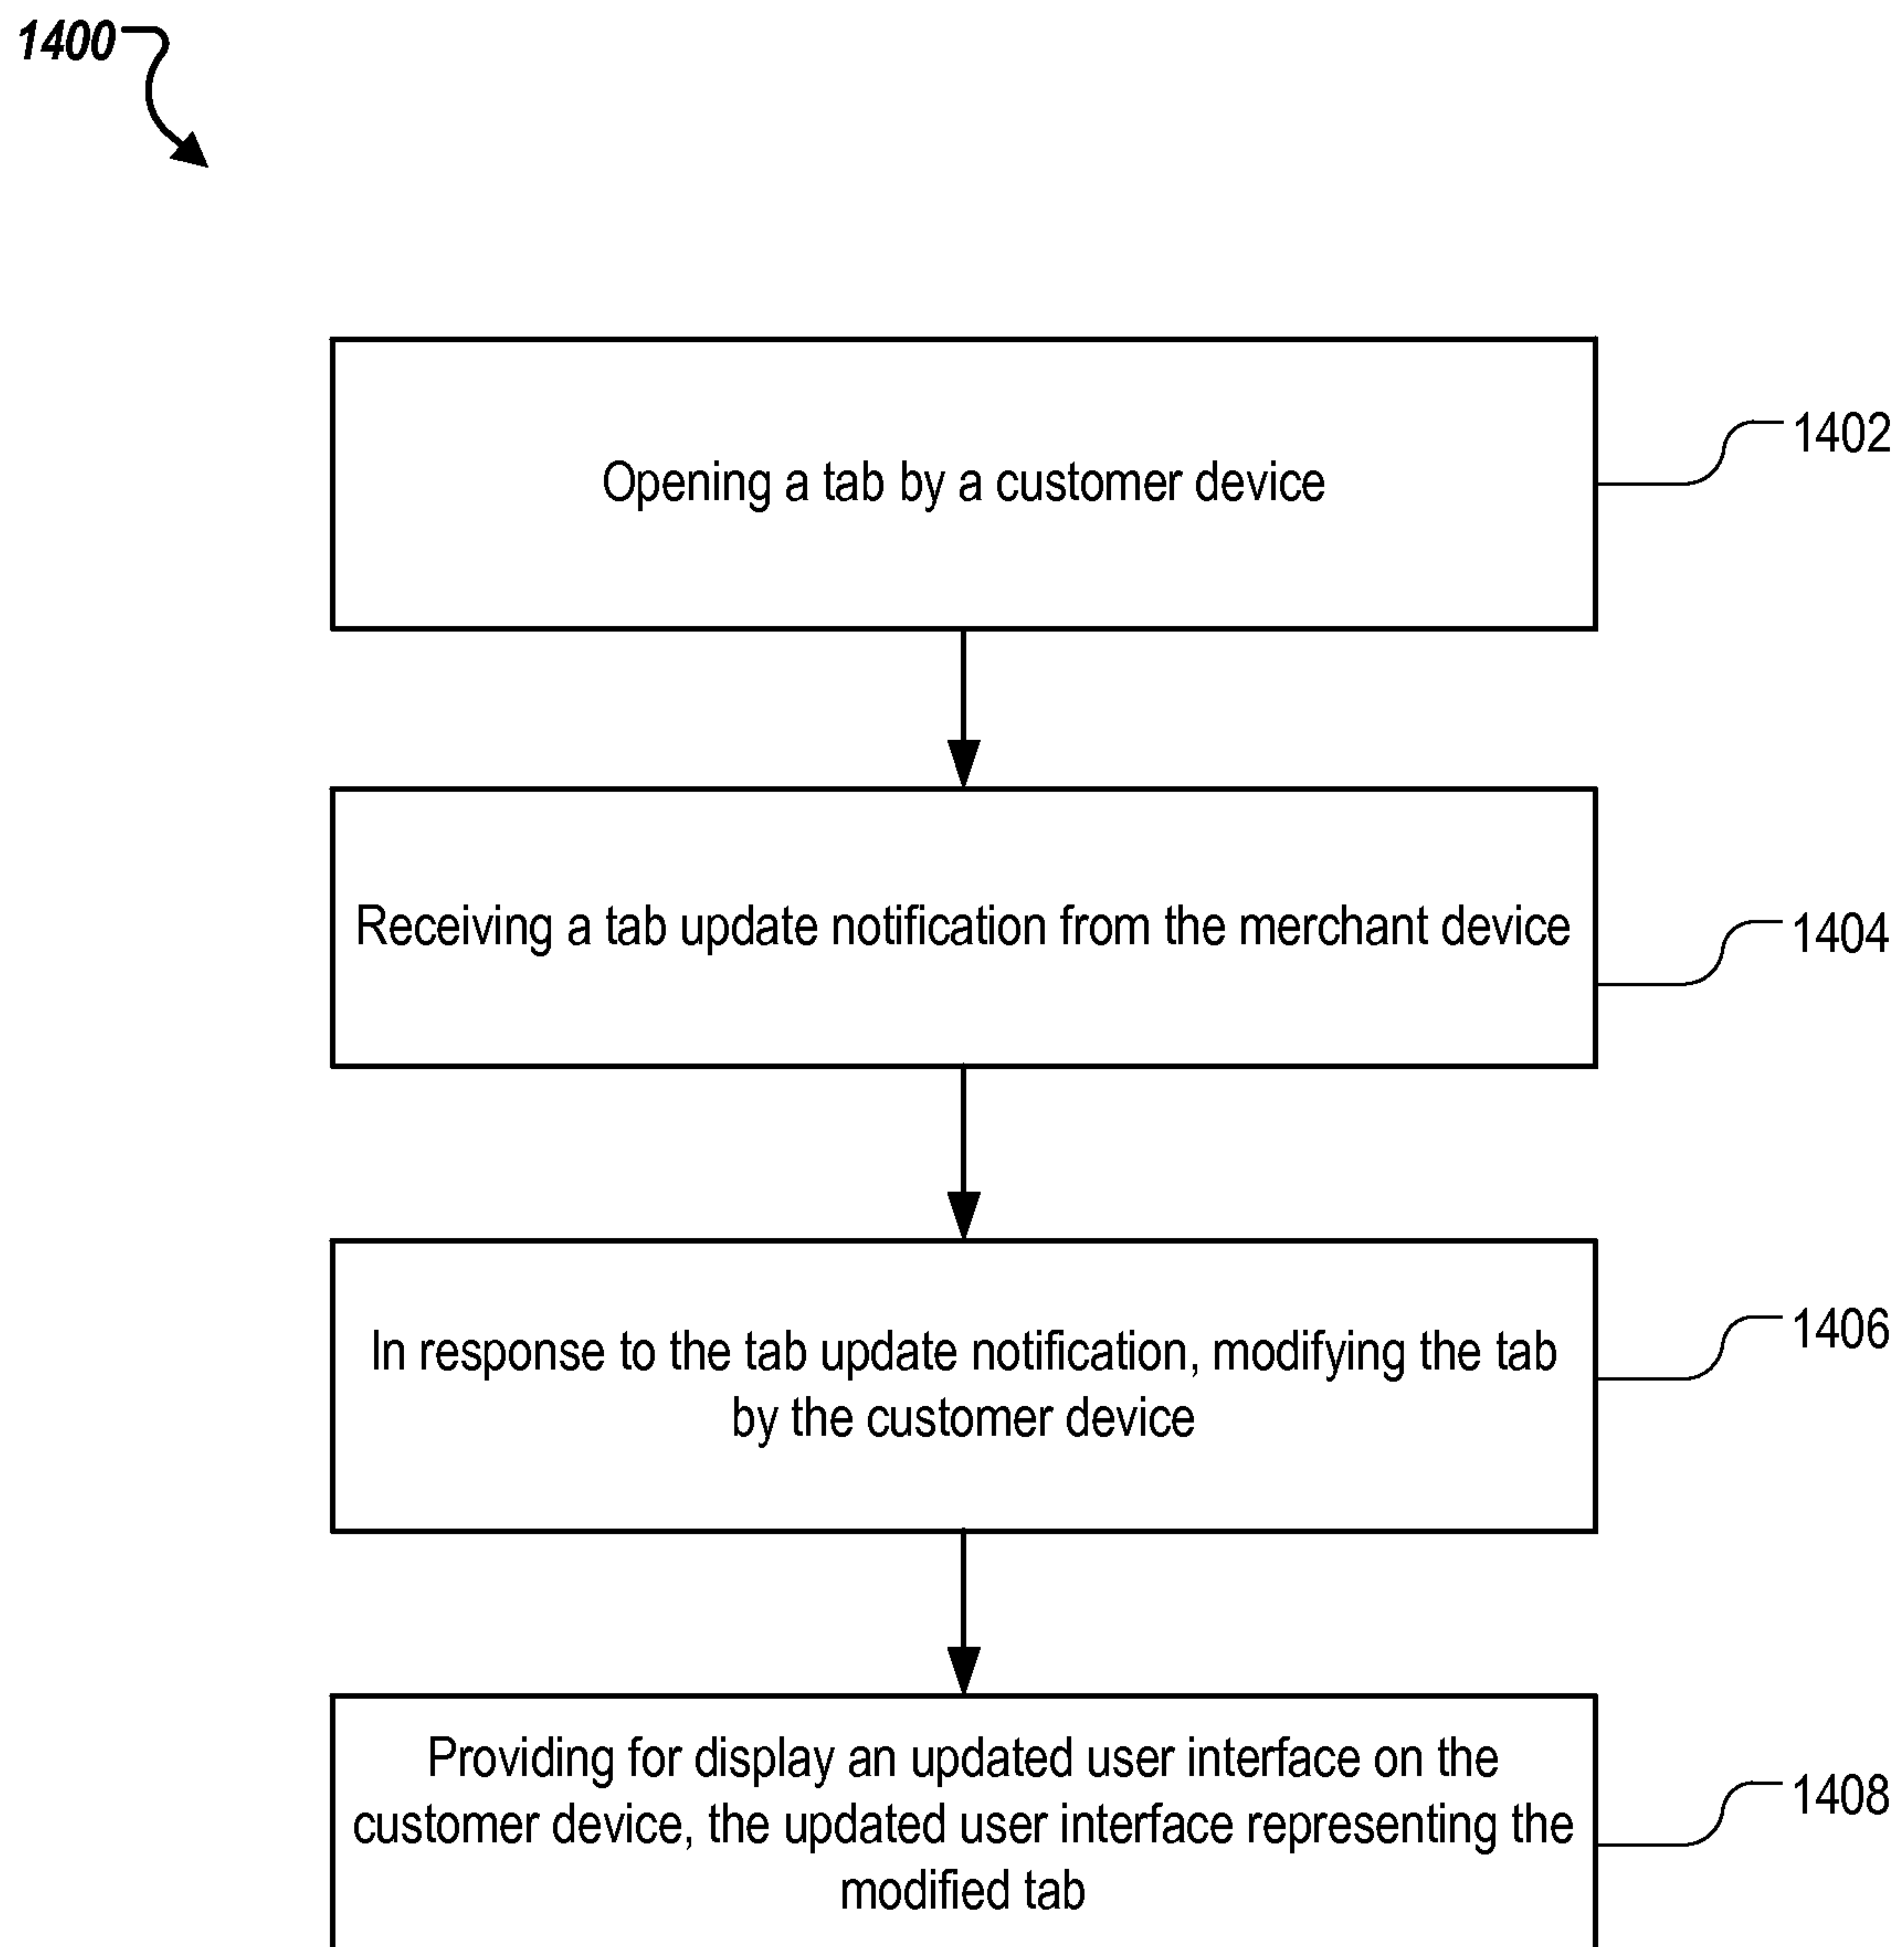 1400
Opening a tab by a customer device
1402
Receiving a tab update notification from the merchant device
1404
In response to the tab update notification, modifying the tab
by the customer device
1406
Providing for display an updated user interface on the
customer device, the updated user interface representing the
modified tab
1408